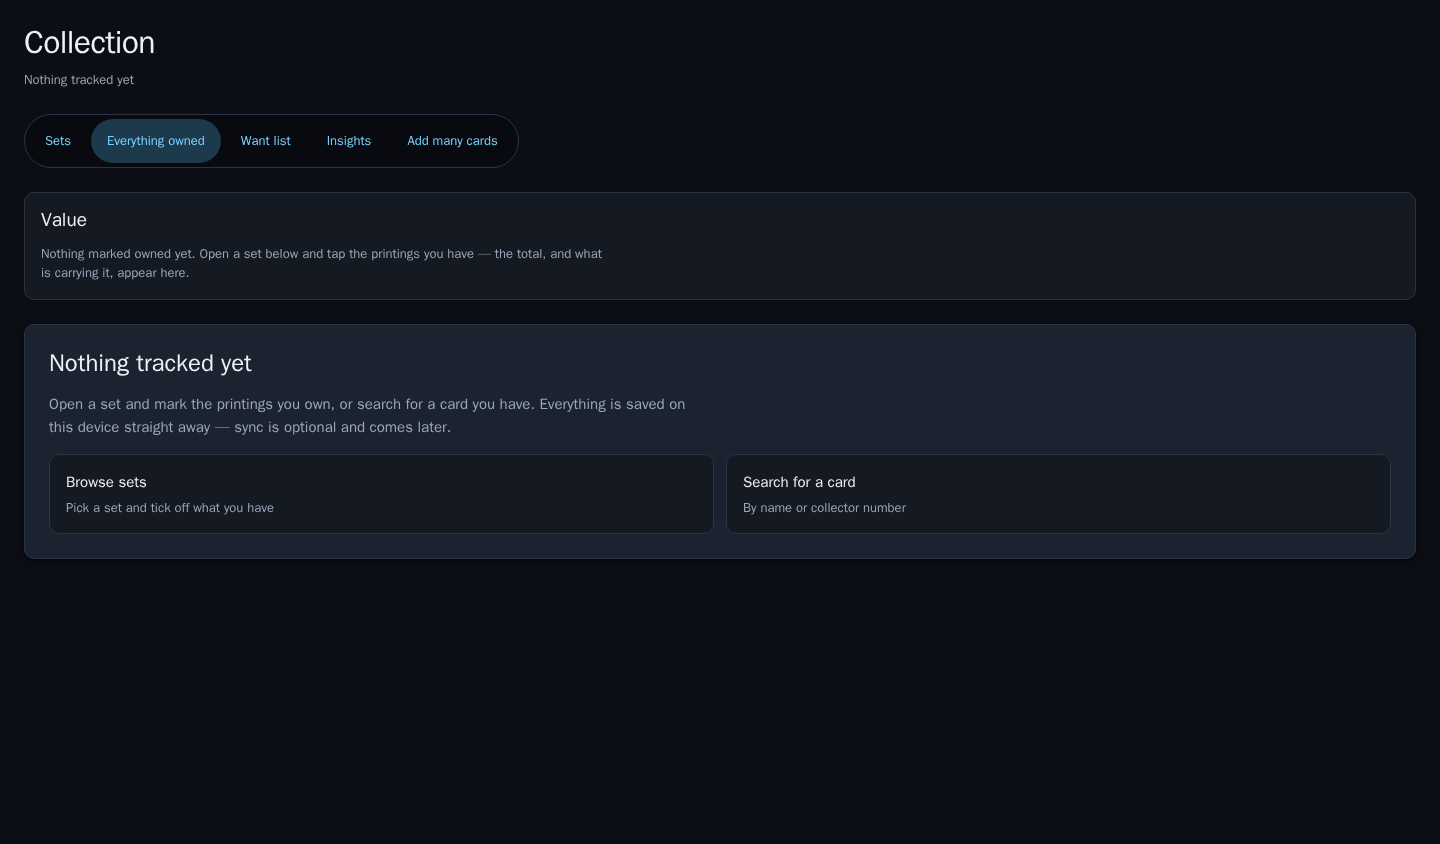 Collection
Nothing tracked yet
Sets
Everything owned
Want list
Insights
Add many cards
Value
Nothing marked owned yet. Open a set below and tap the printings you have — the total, and what
is carrying it, appear here.
Nothing tracked yet
Open a set and mark the printings you own, or search for a card you have. Everything is saved on
this device straight away — sync is optional and comes later.
Browse sets
Pick a set and tick off what you have
Search for a card
By name or collector number